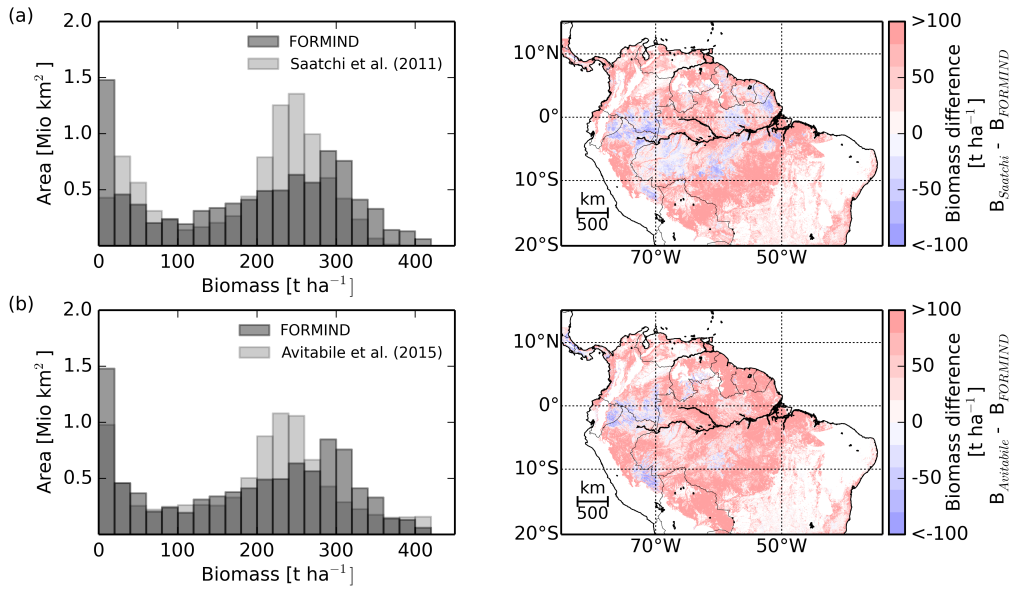 (a)
2.0
1.5
1.0
0.5
Area [Mio km² ]
FORMIND
Saatchi et al. (2011)
0 100 200 300 400
Biomass [t ha⁻¹ ]
10°N
0°
10°S
20°S
km
500
70°W 50°W
>100
50
0
-50
<-100
Biomass difference
[t ha⁻¹ ]
B_Saatchi - B_FORMIND
(b)
2.0
1.5
1.0
0.5
Area [Mio km² ]
FORMIND
Avitabile et al. (2015)
0 100 200 300 400
Biomass [t ha⁻¹ ]
10°N
0°
10°S
20°S
km
500
70°W 50°W
>100
50
0
-50
<-100
Biomass difference
[t ha⁻¹ ]
B_Avitabile - B_FORMIND